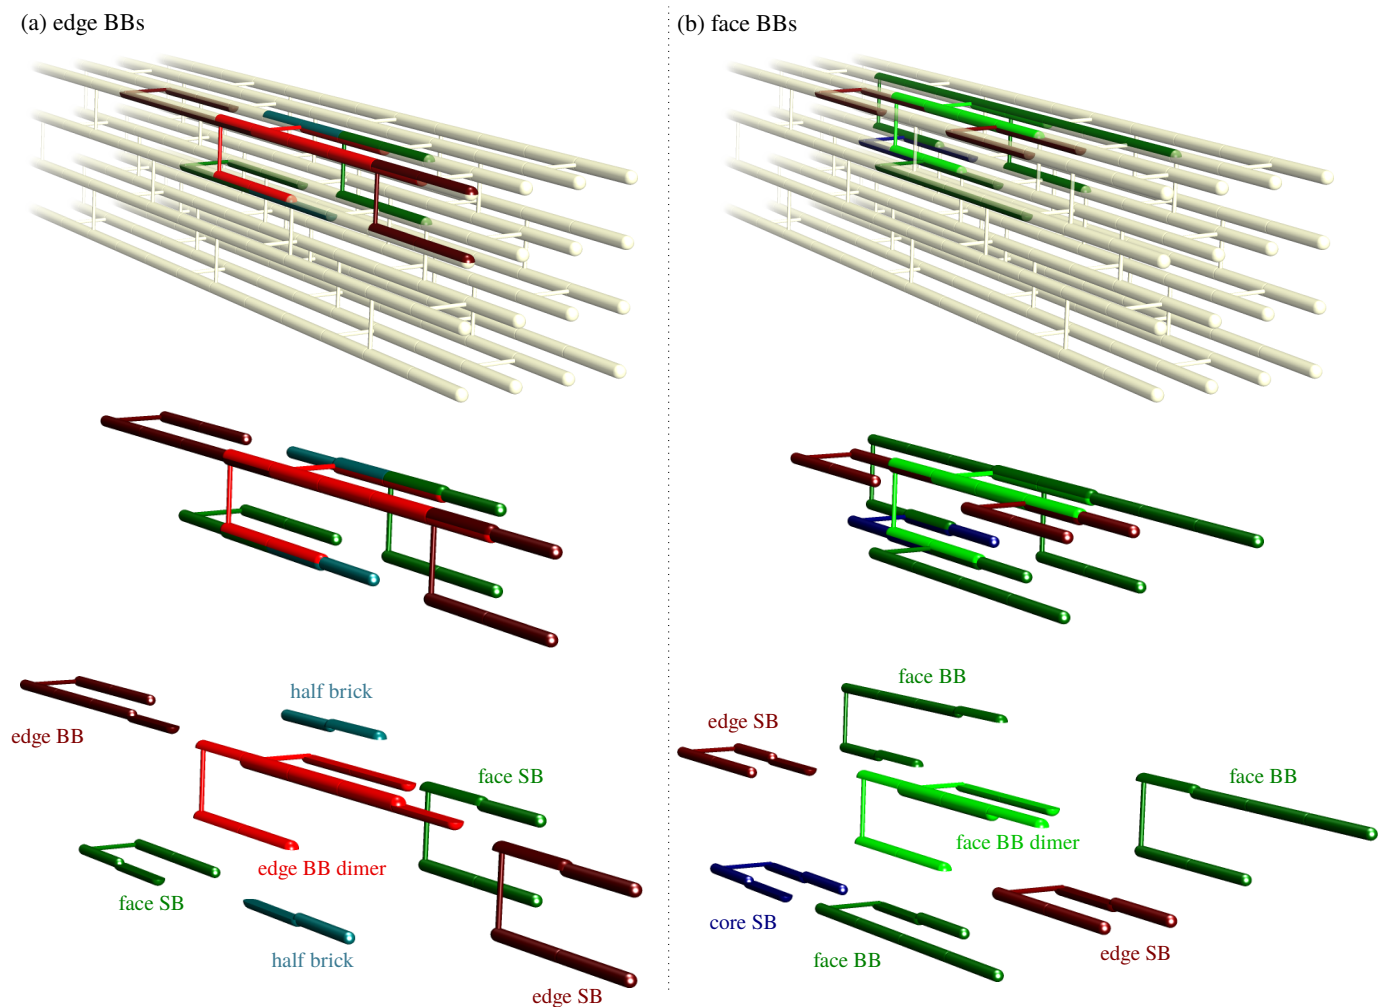 (a) edge BBs
(b) face BBs
half brick
edge BB
face SB
edge BB dimer
face SB
half brick
edge SB
face BB
edge SB
face BB
face BB dimer
core SB
face BB
edge SB